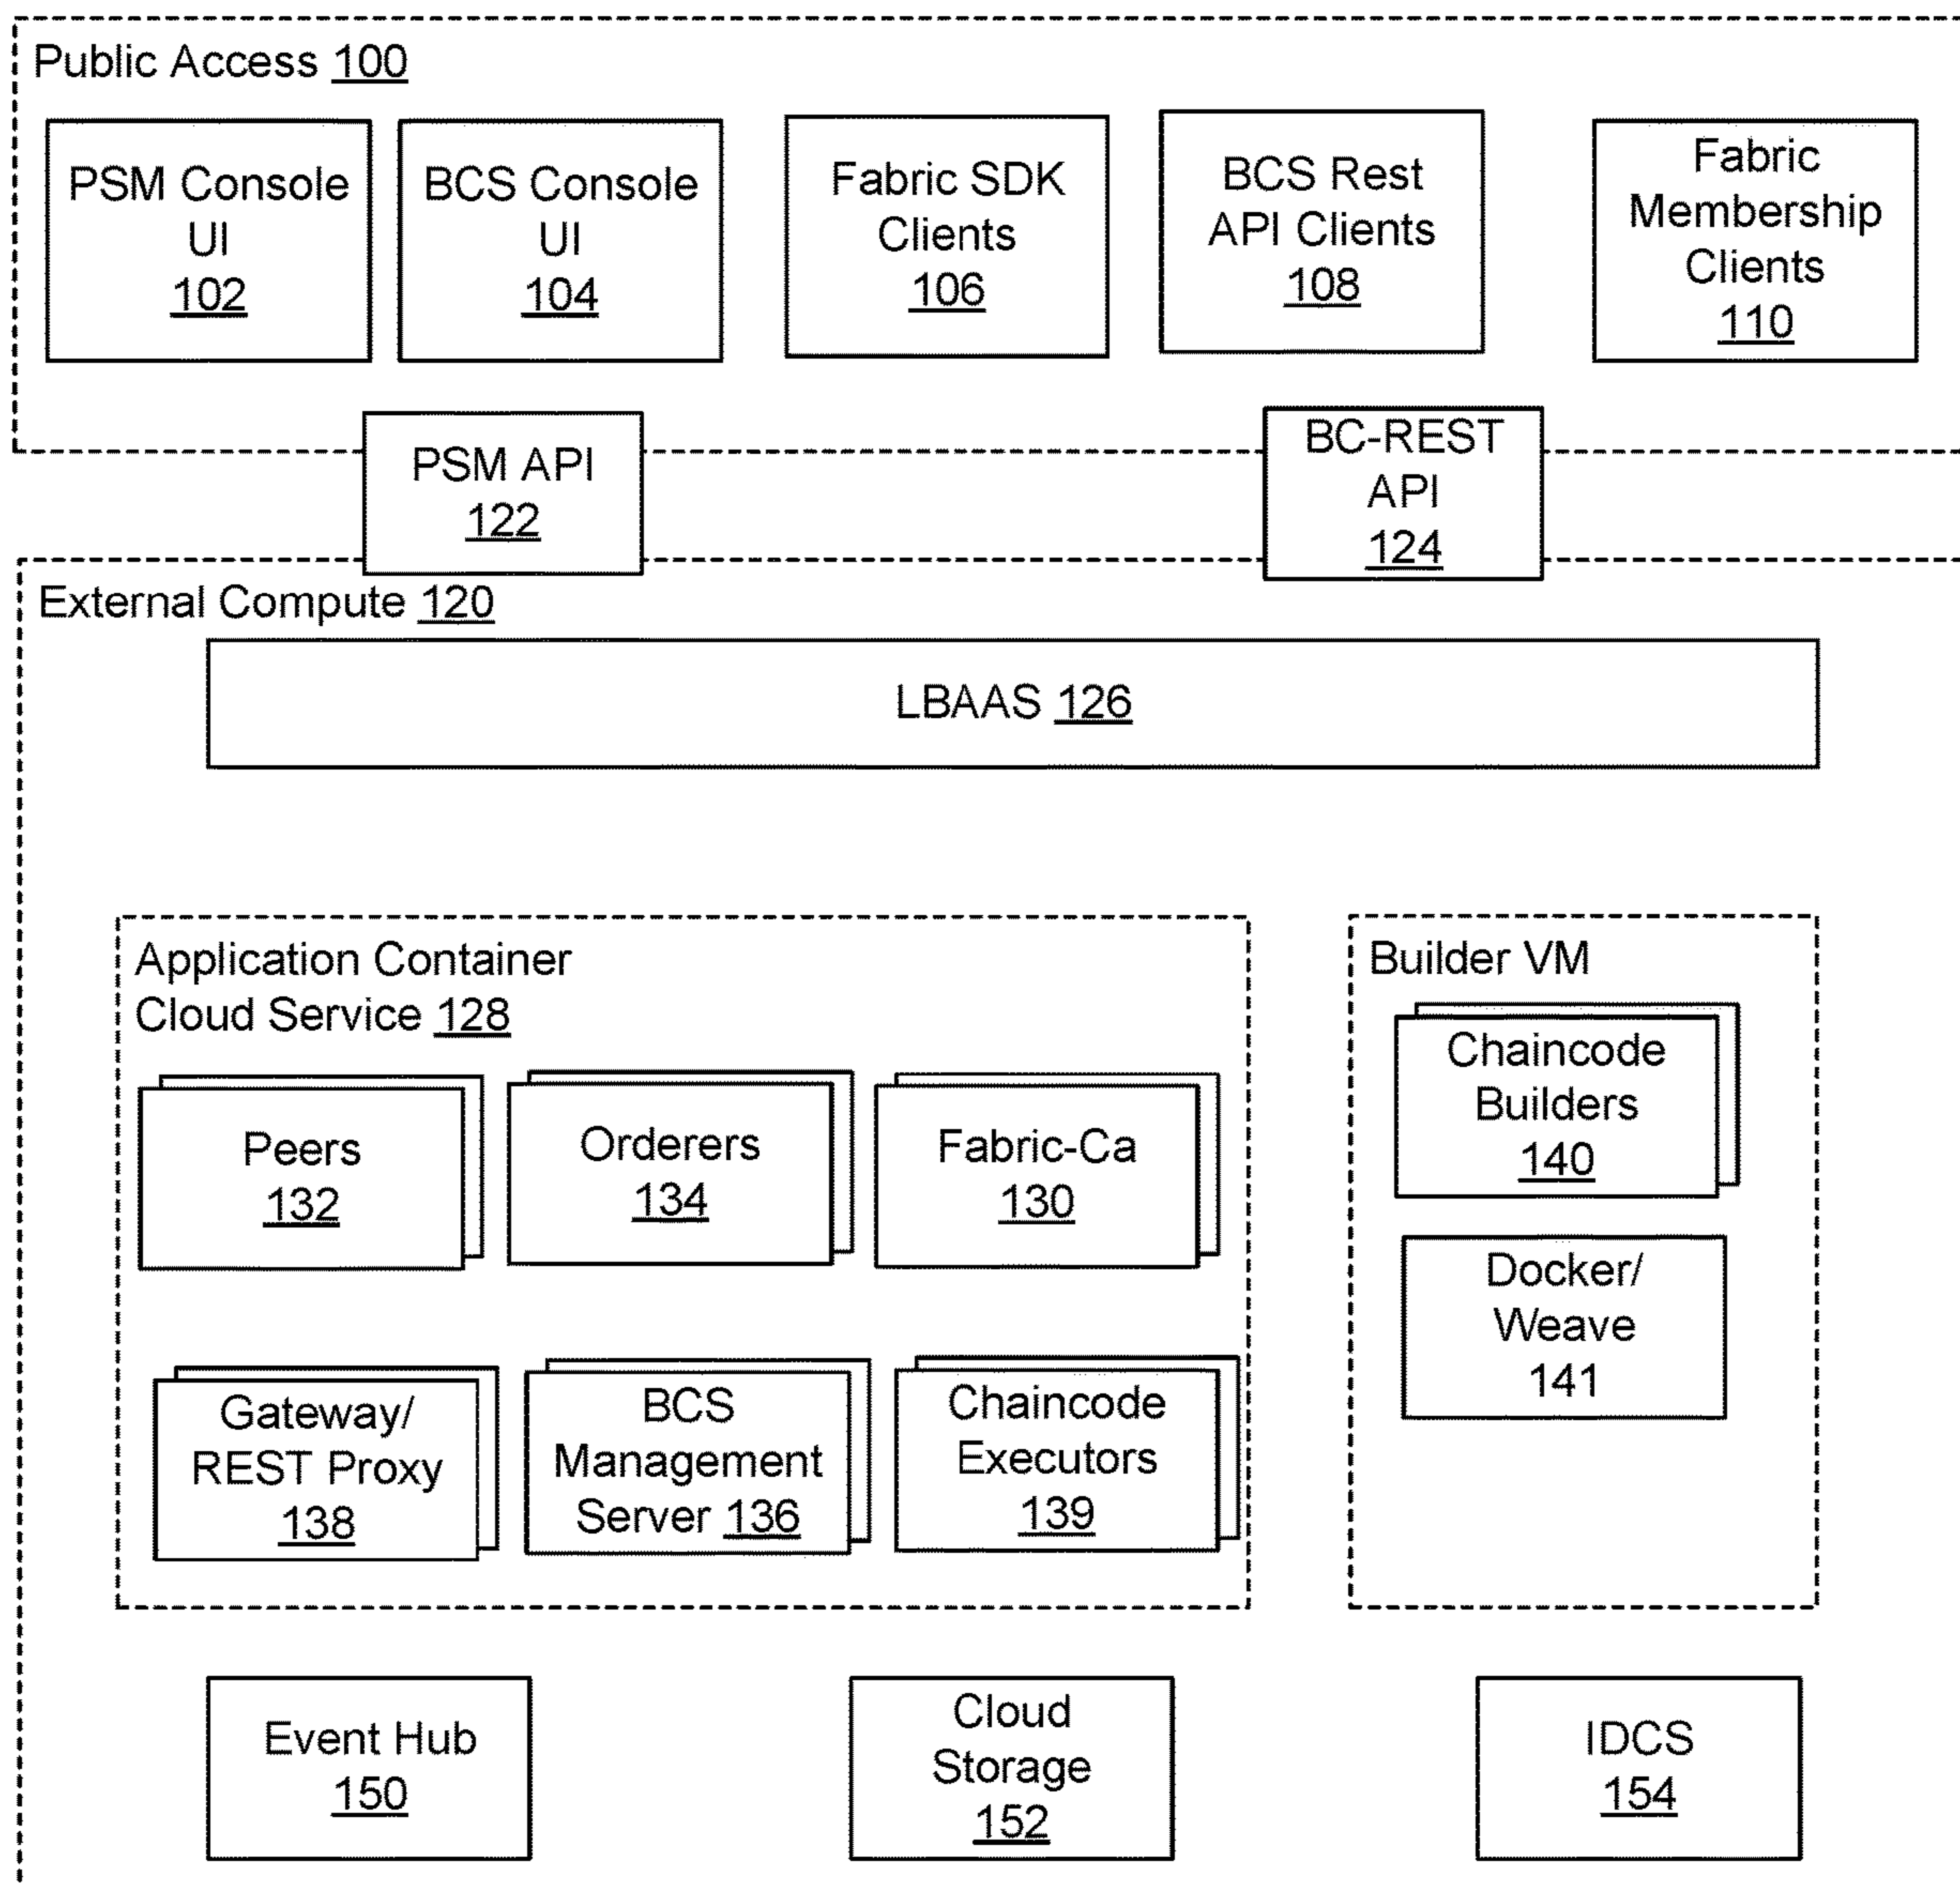 Public Access 100
PSM Console
UI
102
BCS Console
UI
104
Fabric SDK
Clients
106
BCS Rest
API Clients
108
Fabric
Membership
Clients
110
PSM API
122
BC-REST
API
124
External Compute 120
LBAAS 126
Application Container
Cloud Service 128
Peers
132
Orderers
134
Fabric-Ca
130
Gateway/
REST Proxy
138
BCS
Management
Server 136
Chaincode
Executors
139
Builder VM
Chaincode
Builders
140
Docker/
Weave
141
Event Hub
150
Cloud
Storage
152
IDCS
154